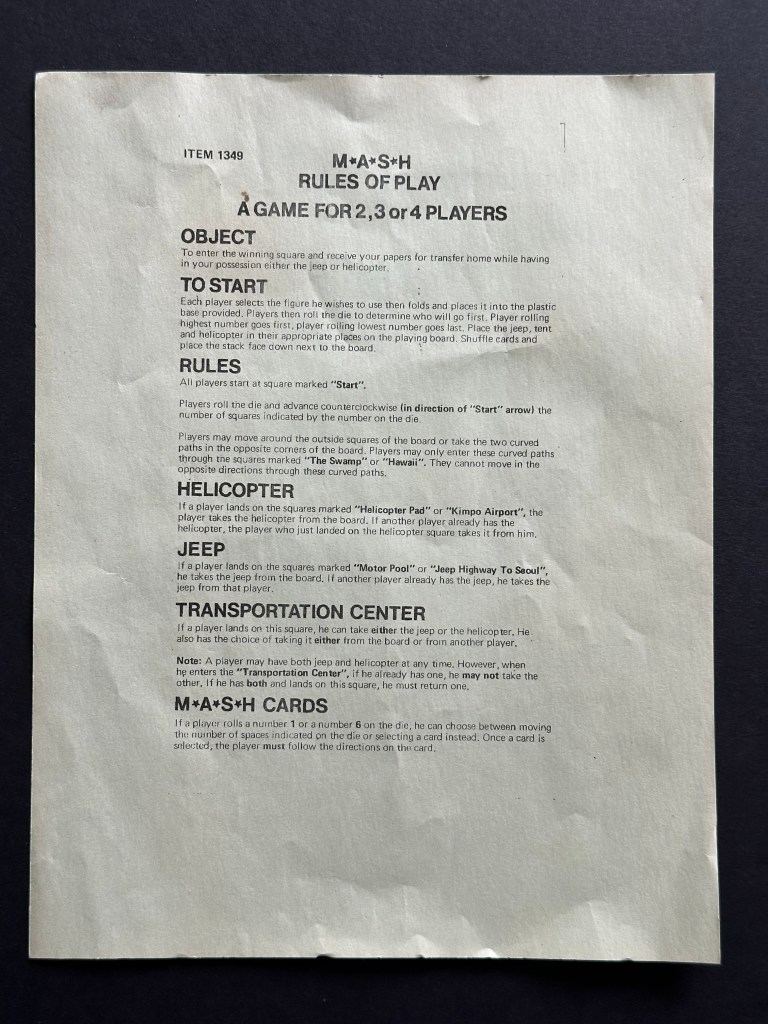 ITEM 1349
M★A★S★H
RULES OF PLAY
A GAME FOR 2,3 or 4 PLAYERS
OBJECT
To enter the winning square and receive your papers for transfer home while having
in your possession either the jeep or helicopter.
TO START
Each player selects the figure he wishes to use then folds and places it into the plastic
base provided. Players then roll the die to determine who will go first. Player rolling
highest number goes first, player rolling lowest number goes last. Place the jeep, tent
and helicopter in their appropriate places on the playing board. Shuffle cards and
place the stack face down next to the board.
RULES
All players start at square marked "Start".
Players roll the die and advance counterclockwise (in direction of "Start" arrow) the
number of squares indicated by the number on the die.
Players may move around the outside squares of the board or take the two curved
paths in the opposite corners of the board. Players may only enter these curved paths
through the squares marked "The Swamp" or "Hawaii". They cannot move in the
opposite directions through these curved paths.
HELICOPTER
If a player lands on the squares marked "Helicopter Pad" or "Kimpo Airport", the
player takes the helicopter from the board. If another player already has the
helicopter, the player who just landed on the helicopter square takes it from him.
JEEP
If a player lands on the squares marked "Motor Pool" or "Jeep Highway To Seoul",
he takes the jeep from the board. If another player already has the jeep, he takes the
jeep from that player.
TRANSPORTATION CENTER
If a player lands on this square, he can take either the jeep or the helicopter. He
also has the choice of taking it either from the board or from another player.
Note: A player may have both jeep and helicopter at any time. However, when
he enters the "Transportation Center", if he already has one, he may not take the
other. If he has both and lands on this square, he must return one.
M★A★S★H CARDS
If a player rolls a number 1 or a number 6 on the die, he can choose between moving
the number of spaces indicated on the die or selecting a card instead. Once a card is
selected, the player must follow the directions on the card.